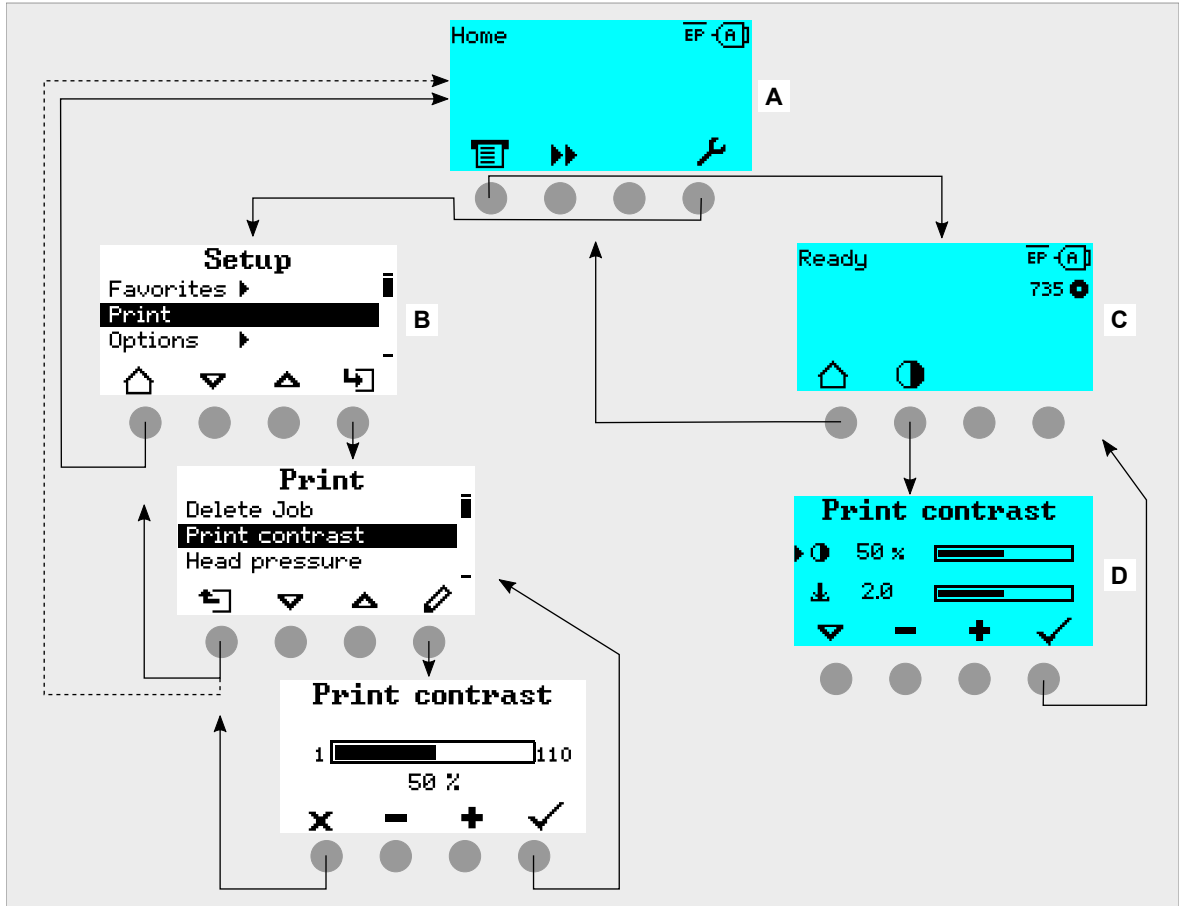 Home EP A
A
Setup
Favorites
Print
Options
B
Ready EP A
735
C
Print
Delete Job
Print contrast
Head pressure
Print contrast
50 %
2.0
D
Print contrast
1 110
50 %